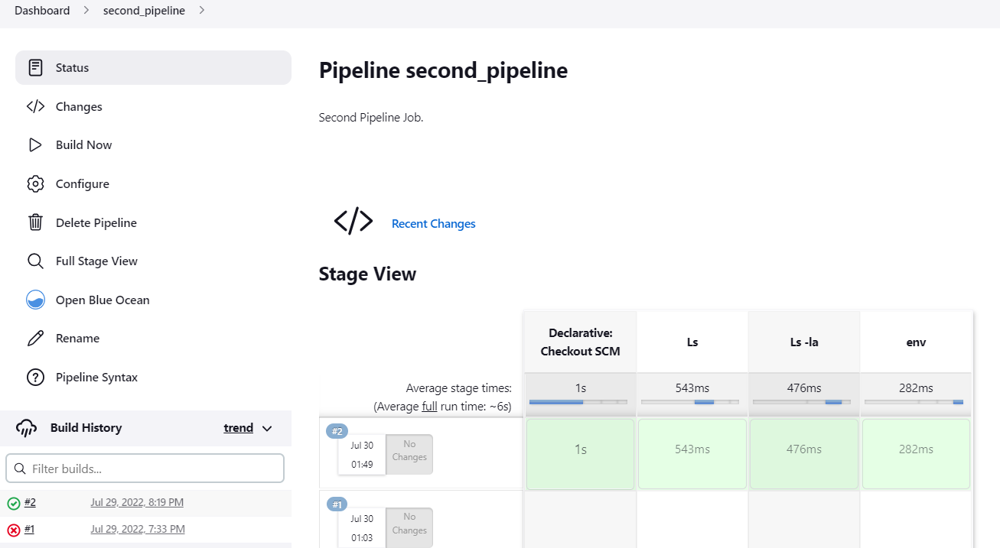 Dashboard > second_pipeline >
Status
Changes
Build Now
Configure
Delete Pipeline
Full Stage View
Open Blue Ocean
Rename
Pipeline Syntax
Build History trend
Filter builds...
#2 Jul 29, 2022, 8:19 PM
#1 Jul 29, 2022, 7:33 PM
Pipeline second_pipeline
Second Pipeline Job.
Recent Changes
Stage View
Declarative:
Checkout SCM
Ls
Ls -la
env
Average stage times:
(Average full run time: ~6s)
1s
543ms
476ms
282ms
#2
Jul 30
01:49
No
Changes
1s
543ms
476ms
282ms
#1
Jul 30
01:03
No
Changes